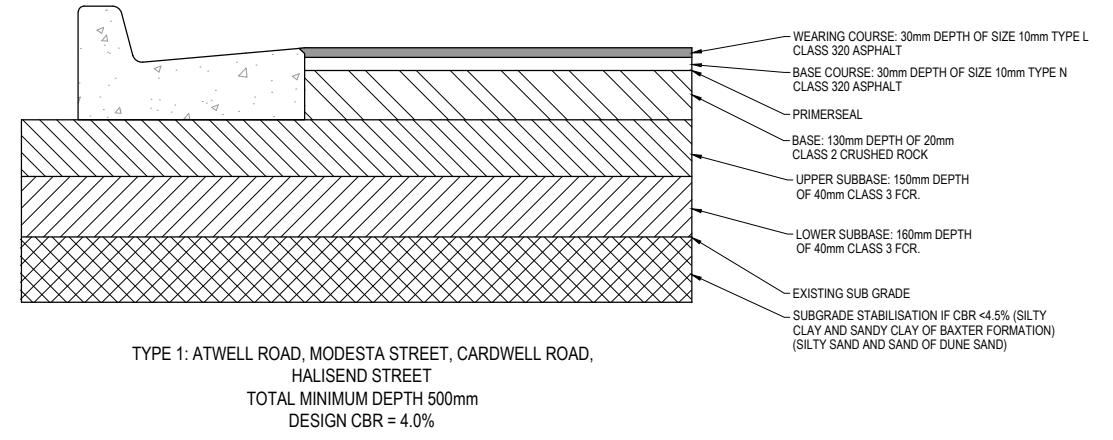 WEARING COURSE: 30mm DEPTH OF SIZE 10mm TYPE L
CLASS 320 ASPHALT
BASE COURSE: 30mm DEPTH OF SIZE 10mm TYPE N
CLASS 320 ASPHALT
PRIMERSEAL
BASE: 130mm DEPTH OF 20mm
CLASS 2 CRUSHED ROCK
UPPER SUBBASE: 150mm DEPTH
OF 40mm CLASS 3 FCR.
LOWER SUBBASE: 160mm DEPTH
OF 40mm CLASS 3 FCR.
EXISTING SUB GRADE
SUBGRADE STABILISATION IF CBR <4.5% (SILTY
CLAY AND SANDY CLAY OF BAXTER FORMATION)
(SILTY SAND AND SAND OF DUNE SAND)
TYPE 1: ATWELL ROAD, MODESTA STREET, CARDWELL ROAD,
HALISEND STREET
TOTAL MINIMUM DEPTH 500mm
DESIGN CBR = 4.0%